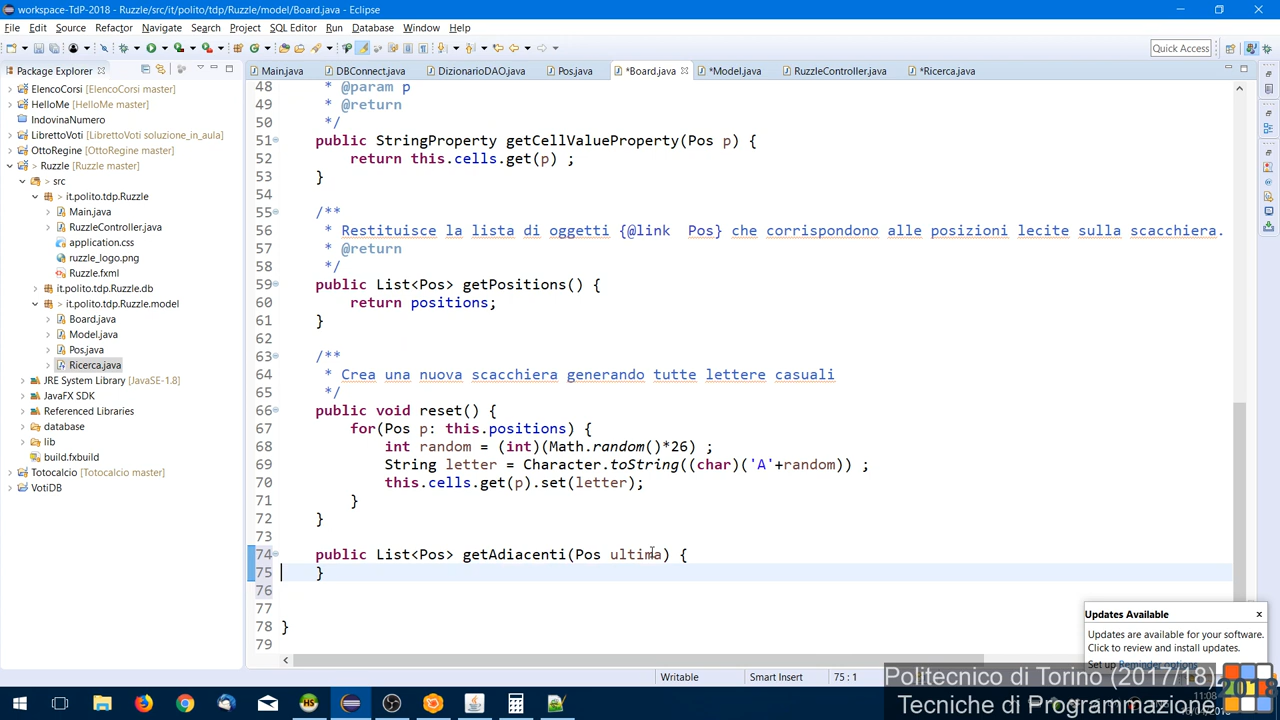 workspace-TdP-2018 - Ruzzle/src/it/polito/tdp/Ruzzle/model/Board.java - Eclipse
File Edit Source Refactor Navigate Search Project SQL Editor Run Database Window Help
Quick Access
Package Explorer
Main.java DBConnect.java DizionarioDAO.java Pos.java *Board.java *Model.java RuzzleController.java *Ricerca.java
ElencoCorsi [ElencoCorsi master]
HelloMe [HelloMe master]
IndovinaNumero
LibrettoVoti [LibrettoVoti soluzione_in_aula]
OttoRegine [OttoRegine master]
> Ruzzle [Ruzzle master]
> src
> it.polito.tdp.Ruzzle
Main.java
RuzzleController.java
application.css
ruzzle_logo.png
Ruzzle.fxml
it.polito.tdp.Ruzzle.db
> it.polito.tdp.Ruzzle.model
Board.java
Model.java
Pos.java
Ricerca.java
JRE System Library [JavaSE-1.8]
JavaFX SDK
Referenced Libraries
database
lib
build.fxbuild
Totocalcio [Totocalcio master]
VotiDB
48 * @param p
49 * @return
50 */
51 public StringProperty getCellValueProperty(Pos p) {
52 return this.cells.get(p) ;
53 }
54
55 /**
56 * Restituisce la lista di oggetti {@link Pos} che corrispondono alle posizioni lecite sulla scacchiera.
57 * @return
58 */
59 public List<Pos> getPositions() {
60 return positions;
61 }
62
63 /**
64 * Crea una nuova scacchiera generando tutte lettere casuali
65 */
66 public void reset() {
67 for(Pos p: this.positions) {
68 int random = (int)(Math.random()*26) ;
69 String letter = Character.toString((char)('A'+random)) ;
70 this.cells.get(p).set(letter);
71 }
72 }
73
74 public List<Pos> getAdiacenti(Pos ultima) {
75 }
76
77
78 }
79
Updates Available
Updates are available for your software.
Click to review and install updates.
Set up Reminder options
Writable Smart Insert 75 : 1
Politecnico di Torino (2017/18)
Tecniche di Programmazione
2018
11:08